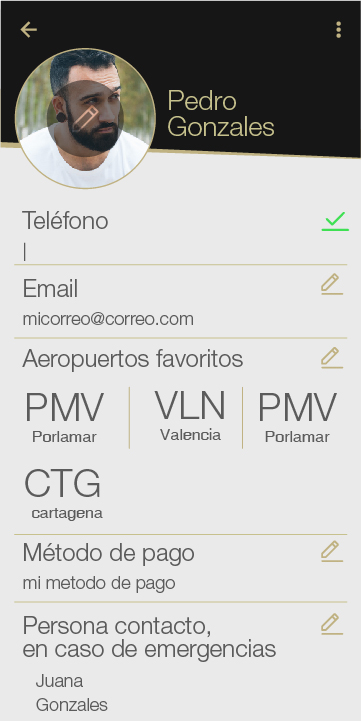 Pedro
Gonzales
Teléfono
Email
micorreo@correo.com
Aeropuertos favoritos
PMV VLN PMV
Porlamar Valencia Porlamar
CTG
cartagena
Método de pago
mi metodo de pago
Persona contacto,
en caso de emergencias
Juana
Gonzales